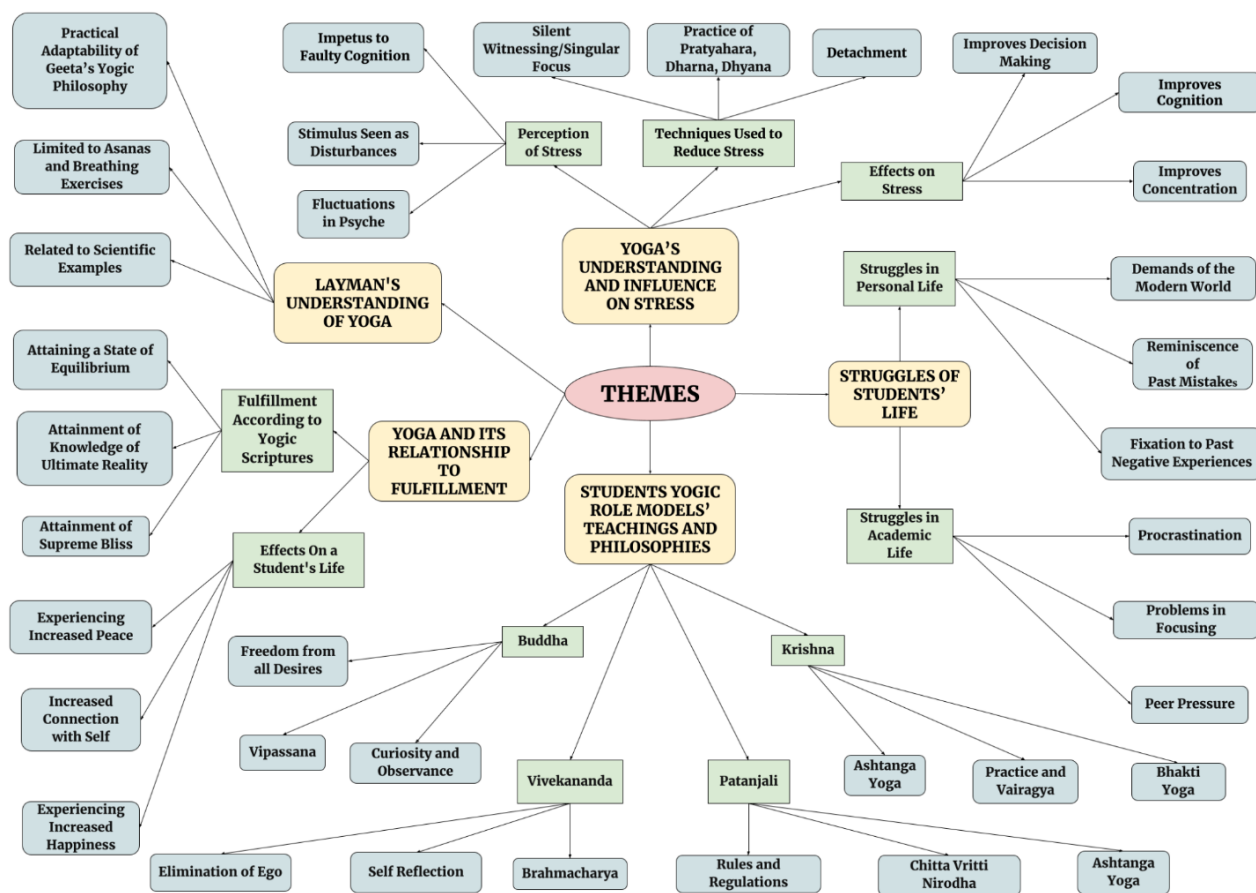 Practical
Adaptability of
Geeta's Yogic
Philosophy
Limited to Asanas
and Breathing
Exercises
Related to Scientific
Examples
LAYMAN'S
UNDERSTANDING
OF YOGA
Impetus to
Faulty Cognition
Stimulus Seen as
Disturbances
Fluctuations
in Psyche
Perception
of Stress
Silent
Witnessing/Singular
Focus
Practice of
Pratyahara,
Dharna, Dhyana
Detachment
Techniques Used to
Reduce Stress
Improves Decision
Making
Improves
Cognition
Improves
Concentration
Effects on
Stress
YOGA'S
UNDERSTANDING
AND INFLUENCE
ON STRESS
THEMES
STRUGGLES OF
STUDENTS'
LIFE
Struggles in
Personal Life
Demands of the
Modern World
Reminiscence
of
Past Mistakes
Fixation to Past
Negative Experiences
Struggles in
Academic
Life
Procrastination
Problems in
Focusing
Peer Pressure
YOGA AND ITS
RELATIONSHIP
TO
FULFILLMENT
Fulfillment
According to
Yogic
Scriptures
Attaining a State of
Equilibrium
Attainment of
Knowledge of
Ultimate Reality
Attainment of
Supreme Bliss
Effects On a
Student's Life
Experiencing
Increased Peace
Increased
Connection
with Self
Experiencing
Increased
Happiness
STUDENTS YOGIC
ROLE MODELS'
TEACHINGS AND
PHILOSOPHIES
Buddha
Freedom from
all Desires
Vipassana
Curiosity and
Observance
Vivekananda
Elimination of Ego
Self Reflection
Brahmacharya
Patanjali
Rules and
Regulations
Chitta Vritti
Nirodha
Ashtanga
Yoga
Krishna
Ashtanga
Yoga
Practice and
Vairagya
Bhakti
Yoga